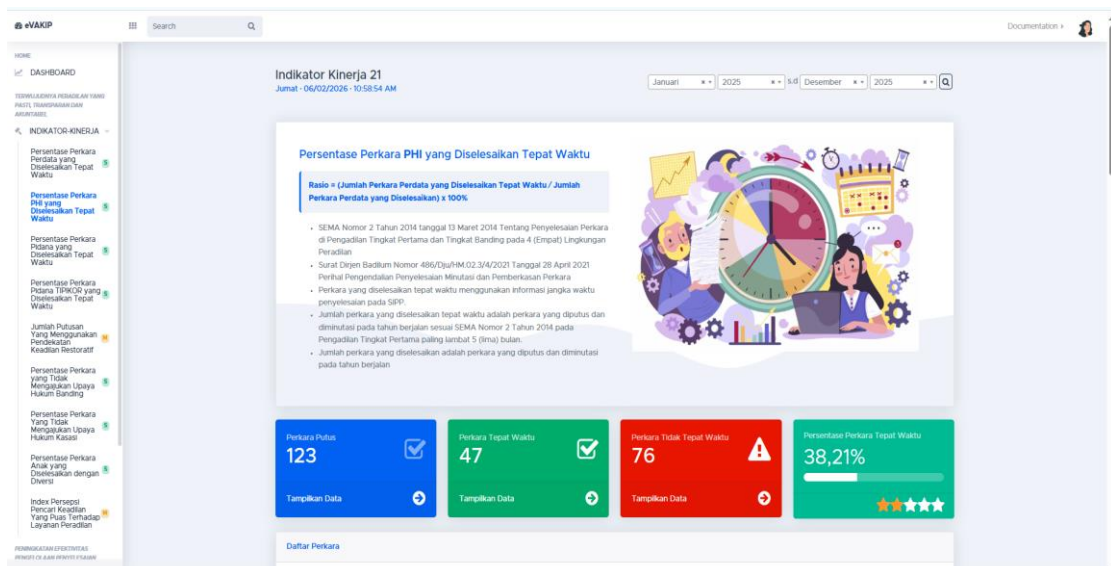 eVAKIP
Search
Documentation
HOME
DASHBOARD
TERWUJUDNYA PERADILAN YANG
PASTI, TRANSPARAN DAN
AKUNTABEL
INDIKATOR-KINERJA
Persentase Perkara
Perdata yang
Diselesaikan Tepat
Waktu
S
Persentase Perkara
PHI yang
Diselesaikan Tepat
Waktu
S
Persentase Perkara
Pidana yang
Diselesaikan Tepat
Waktu
S
Persentase Perkara
Pidana TIPIKOR yang
Diselesaikan Tepat
Waktu
S
Jumlah Putusan
Yang Menggunakan
Pendekatan
Keadilan Restoratif
M
Persentase Perkara
yang Tidak
Mengajukan Upaya
Hukum Banding
S
Persentase Perkara
Yang Tidak
Mengajukan Upaya
Hukum Kasasi
S
Persentase Perkara
Anak yang
Diselesaikan dengan
Diversi
S
Index Persepsi
Pencari Keadilan
Yang Puas Terhadap
Layanan Peradilan
M
PENINGKATAN EFEKTIVITAS
Indikator Kinerja 21
Jumat - 06/02/2026 - 10:58:54 AM
Januari 2025 s.d Desember 2025
Persentase Perkara PHI yang Diselesaikan Tepat Waktu
Rasio = (Jumlah Perkara Perdata yang Diselesaikan Tepat Waktu / Jumlah
Perkara Perdata yang Diselesaikan) x 100%
SEMA Nomor 2 Tahun 2014 tanggal 13 Maret 2014 Tentang Penyelesaian Perkara
di Pengadilan Tingkat Pertama dan Tingkat Banding pada 4 (Empat) Lingkungan
Peradilan
Surat Dirjen Badilum Nomor 486/Dju/HM.02.3/4/2021 Tanggal 28 April 2021
Perihal Pengendalian Penyelesaian Minutasi dan Pemberkasan Perkara
Perkara yang diselesaikan tepat waktu menggunakan informasi jangka waktu
penyelesaian pada SIPP.
Jumlah perkara yang diselesaikan tepat waktu adalah perkara yang diputus dan
diminutasi pada tahun berjalan sesuai SEMA Nomor 2 Tahun 2014 pada
Pengadilan Tingkat Pertama paling lambat 5 (lima) bulan.
Jumlah perkara yang diselesaikan adalah perkara yang diputus dan diminutasi
pada tahun berjalan
Perkara Putus
123
Tampilkan Data
Perkara Tepat Waktu
47
Tampilkan Data
Perkara Tidak Tepat Waktu
76
Tampilkan Data
Persentase Perkara Tepat Waktu
38,21%
Daftar Perkara